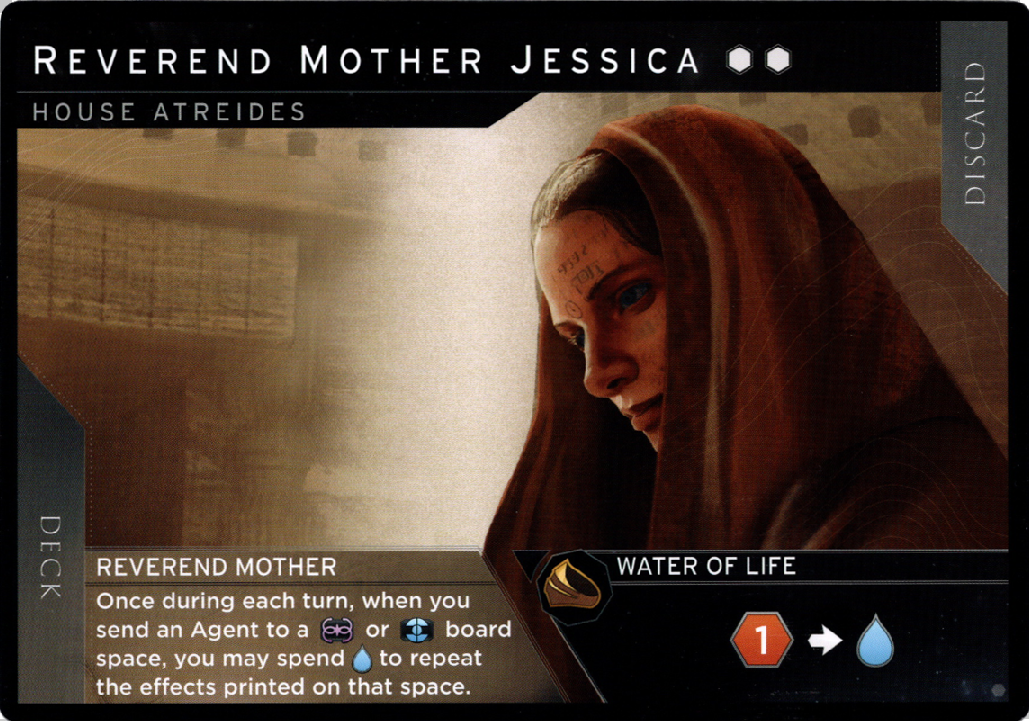 REVEREND MOTHER JESSICA
HOUSE ATREIDES
DISCARD
DECK
REVEREND MOTHER
Once during each turn, when you
send an Agent to a or board
space, you may spend to repeat
the effects printed on that space.
WATER OF LIFE
1